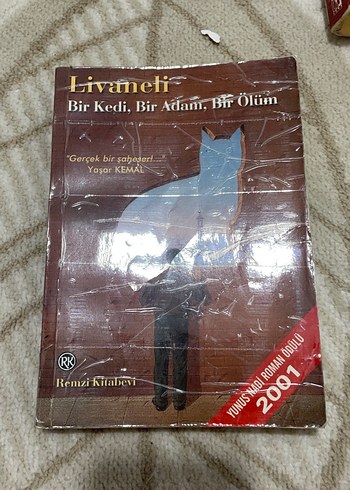 Livaneli
Bir Kedi, Bir Adam, Bir Ölüm
"Gerçek bir şaheser!..."
Yaşar KEMAL
RK
Remzi Kitabevi
YUNUS NADİ ROMAN ÖDÜLÜ
2001